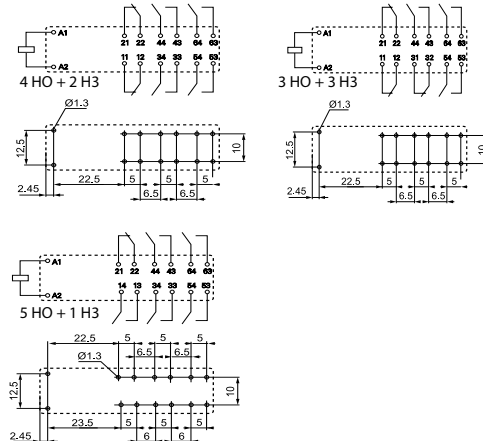 A1 21 22 44 43 64 63
A2 11 12 34 33 54 53
4 HO + 2 H3
Ø1.3
12.5 10
2.45 22.5 5 5 5
6.5 6.5
A1 21 22 44 43 64 63
A2 11 12 31 32 54 53
3 HO + 3 H3
Ø1.3
12.5 10
2.45 22.5 5 5 5
6.5 6.5
A1 21 22 44 43 64 63
A2 14 13 34 33 54 53
5 HO + 1 H3
22.5 5 5 5
Ø1.3 6.5 6.5
12.5 10
2.45 23.5 5 5 5
6 6